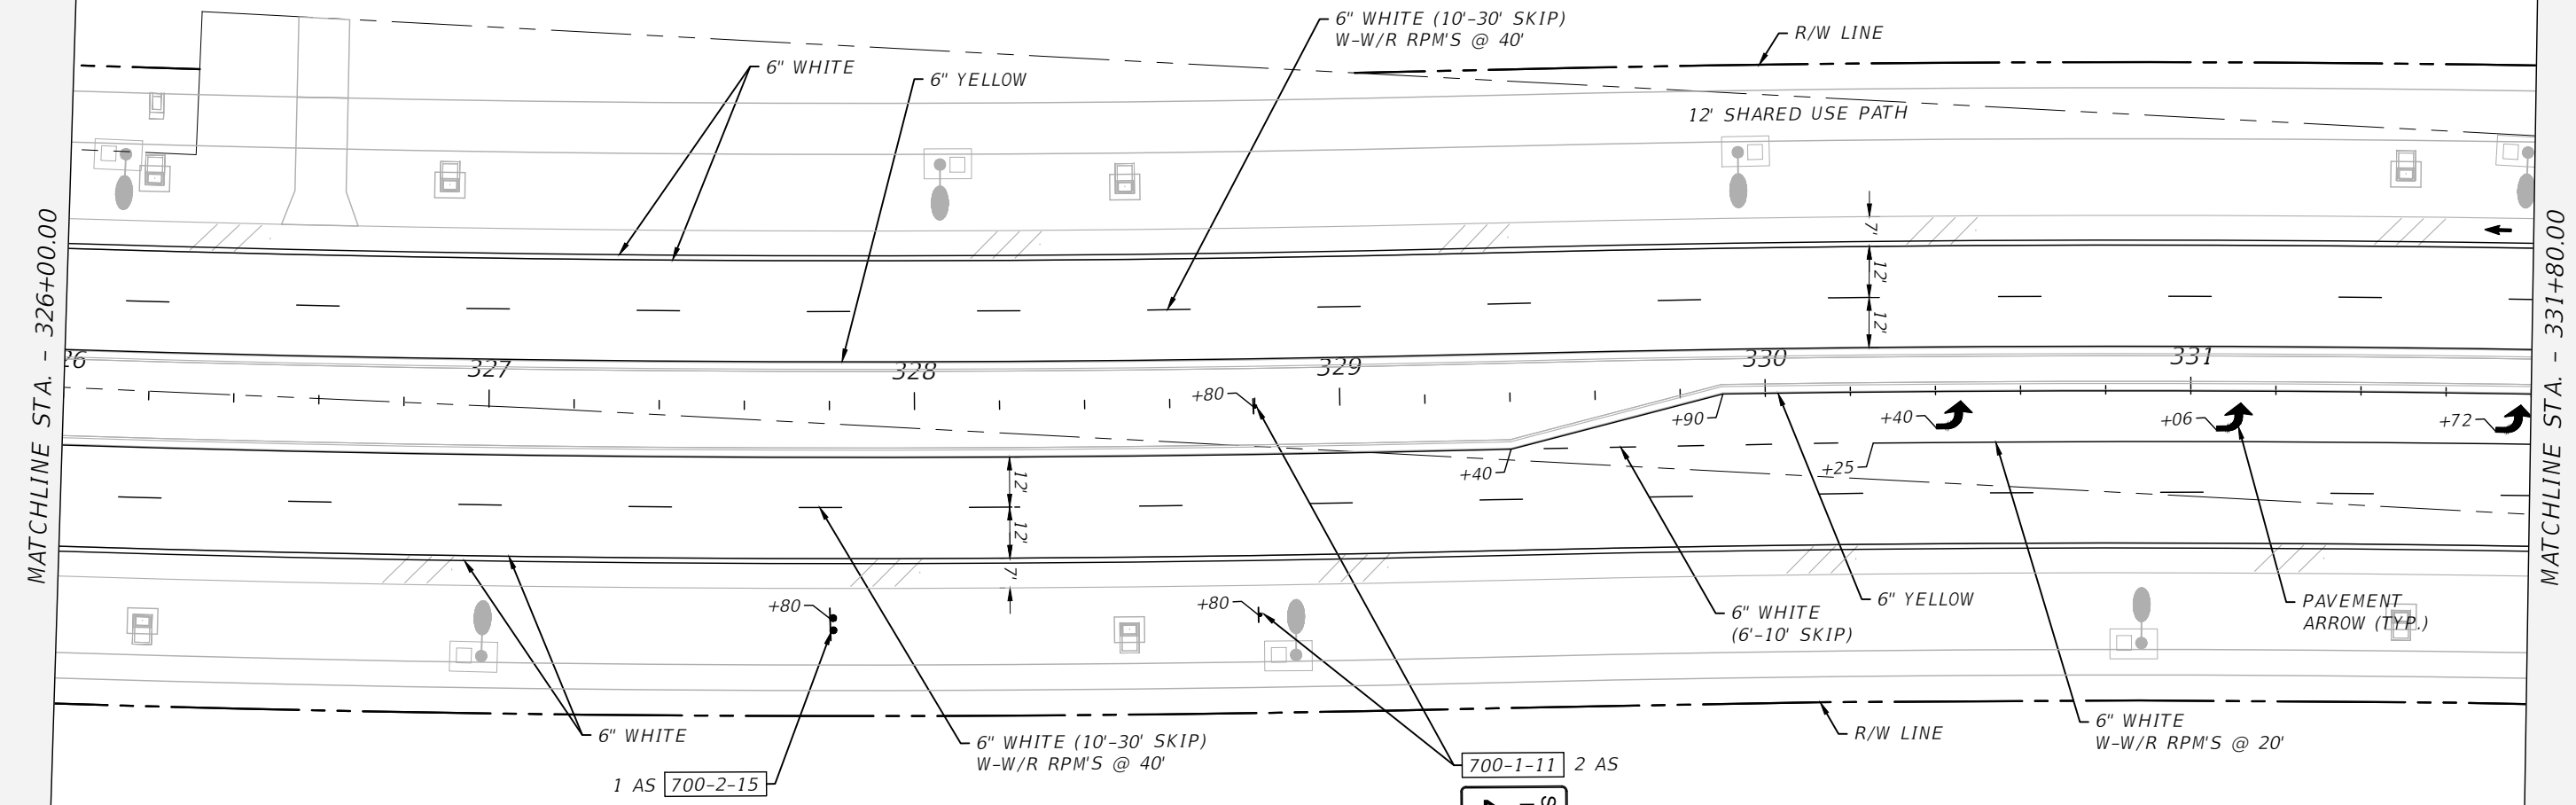 6" WHITE (10'-30' SKIP)
W-W/R RPM'S @ 40'
R/W LINE
6" WHITE
6" YELLOW
12' SHARED USE PATH
7'
12'
12'
MATCHLINE STA. - 326+00.00
MATCHLINE STA. - 331+80.00
26
327
328
329
330
331
+80
+90
+40
+06
+72
+40
+25
12'
12'
7'
+80
+80
6" WHITE
(6'-10' SKIP)
6" YELLOW
PAVEMENT
ARROW (TYP.)
6" WHITE
6" WHITE (10'-30' SKIP)
W-W/R RPM'S @ 40'
R/W LINE
6" WHITE
W-W/R RPM'S @ 20'
1 AS 700-2-15
700-1-11 2 AS